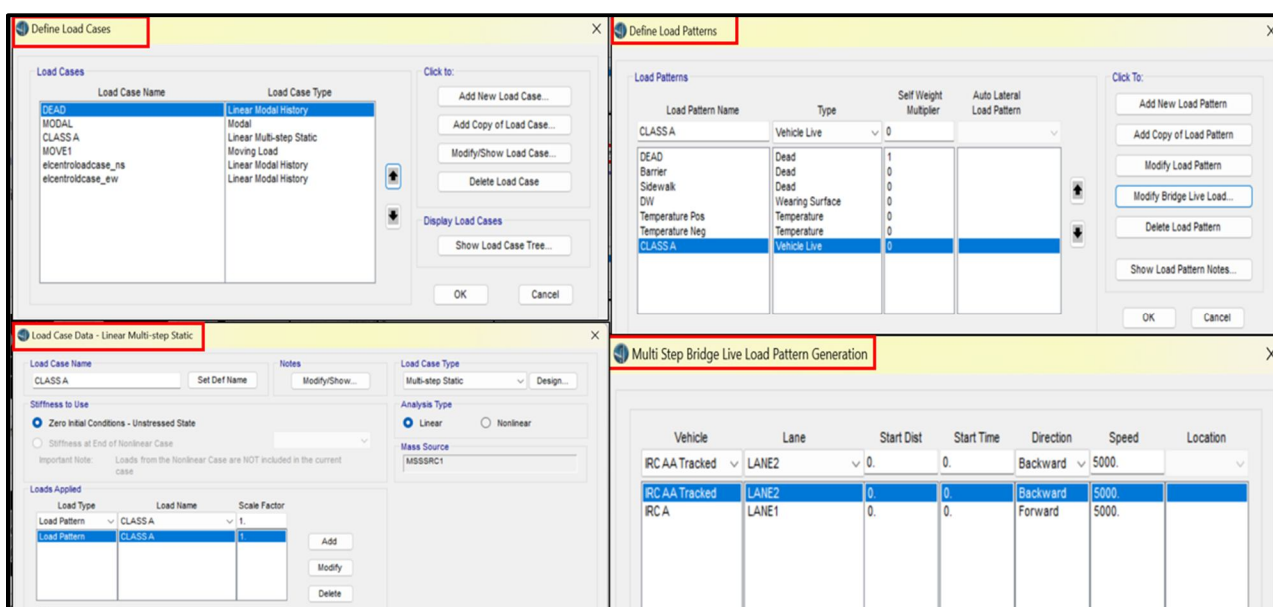 Define Load Cases
Load Cases
Load Case Name Load Case Type
DEAD Linear Modal History
MODAL Modal
CLASS A Linear Multi-step Static
MOVE1 Moving Load
elcentroloadcase_ns Linear Modal History
elcentroldcase_ew Linear Modal History
Click to:
Add New Load Case...
Add Copy of Load Case...
Modify/Show Load Case...
Delete Load Case
Display Load Cases
Show Load Case Tree...
OK Cancel
Define Load Patterns
Load Patterns
Self Weight Auto Lateral
Load Pattern Name Type Multiplier Load Pattern
CLASS A Vehicle Live 0
DEAD Dead 1
Barrier Dead 0
Sidewalk Dead 0
DW Wearing Surface 0
Temperature Pos Temperature 0
Temperature Neg Temperature 0
CLASS A Vehicle Live 0
Click To:
Add New Load Pattern
Add Copy of Load Pattern
Modify Load Pattern
Modify Bridge Live Load...
Delete Load Pattern
Show Load Pattern Notes...
OK Cancel
Load Case Data - Linear Multi-step Static
Load Case Name
CLASS A Set Def Name
Notes
Modify/Show...
Load Case Type
Multi-step Static Design...
Stiffness to Use
Zero Initial Conditions - Unstressed State
Stiffness at End of Nonlinear Case
Important Note: Loads from the Nonlinear Case are NOT included in the current
case
Analysis Type
Linear Nonlinear
Mass Source
MSSSRC1
Loads Applied
Load Type Load Name Scale Factor
Load Pattern CLASS A 1.
Load Pattern CLASS A 1.
Add
Modify
Delete
Multi Step Bridge Live Load Pattern Generation
Vehicle Lane Start Dist Start Time Direction Speed Location
IRC AA Tracked LANE2 0. 0. Backward 5000.
IRC AA Tracked LANE2 0. 0. Backward 5000.
IRC A LANE1 0. 0. Forward 5000.